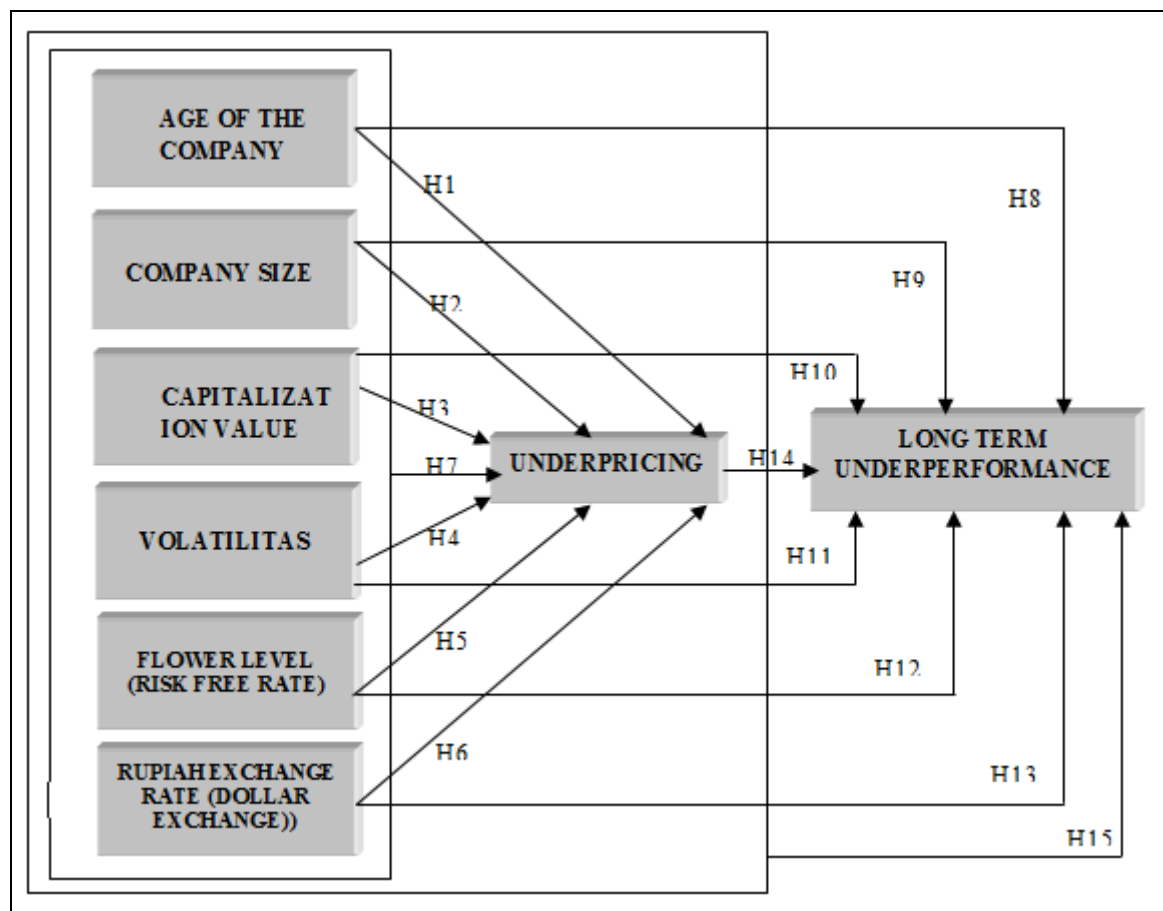 AGE OF THE
COMPANY
H1
H8
COMPANY SIZE
H2
H9
CAPITALIZAT
ION VALUE
H3
H10
UNDERPRICING
H7
H14
LONG TERM
UNDERPERFORMANCE
VOLATILITAS
H4
H11
FLOWER LEVEL
(RISK FREE RATE)
H5
H12
RUPIAH EXCHANGE
RATE (DOLLAR
EXCHANGE))
H6
H13
H15